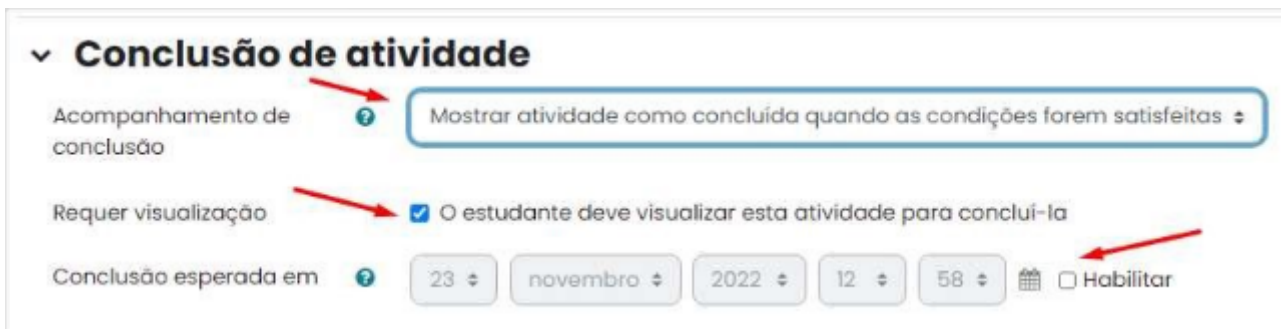 Conclusão de atividade
Acompanhamento de conclusão
Mostrar atividade como concluída quando as condições forem satisfeitas
Requer visualização
O estudante deve visualizar esta atividade para concluí-la
Conclusão esperada em
23 novembro 2022 12 58 Habilitar